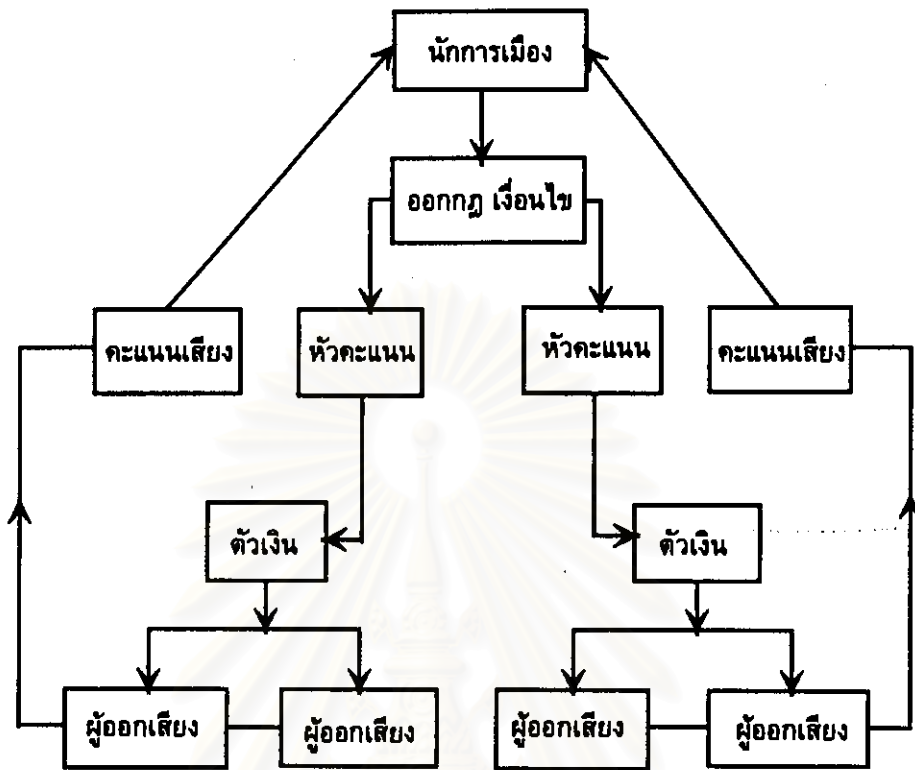 นักการเมือง
ออกกฎ เงื่อนไข
คะแนนเสียง
หัวคะแนน
หัวคะแนน
คะแนนเสียง
ตัวเงิน
ตัวเงิน
ผู้ออกเสียง
ผู้ออกเสียง
ผู้ออกเสียง
ผู้ออกเสียง